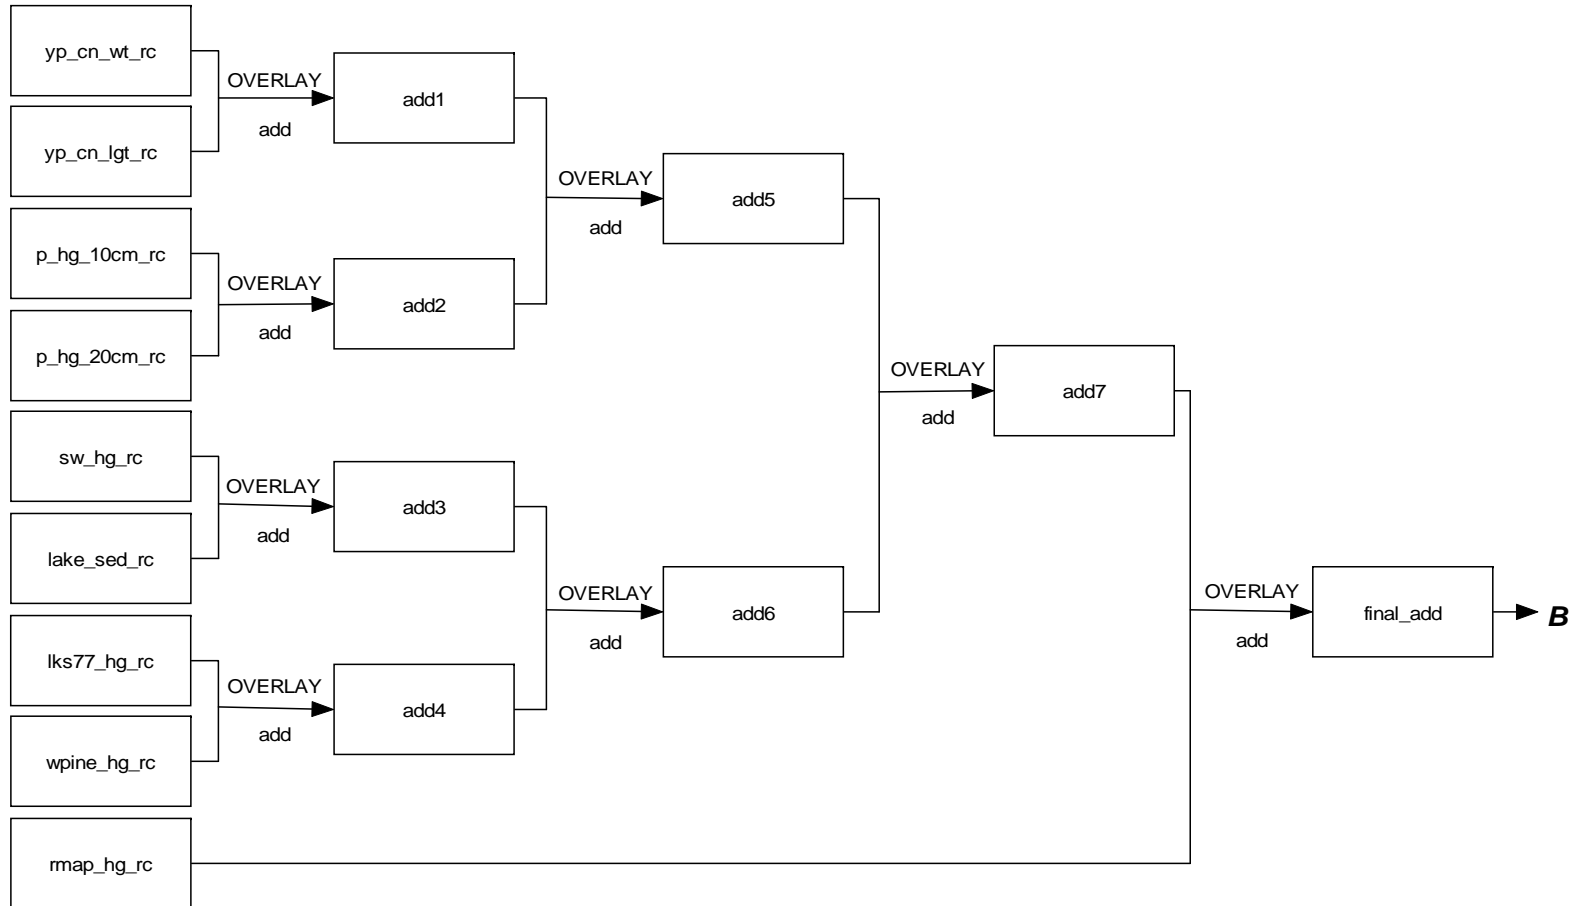 yp_cn_wt_rc
yp_cn_lgt_rc
p_hg_10cm_rc
p_hg_20cm_rc
sw_hg_rc
lake_sed_rc
lks77_hg_rc
wpine_hg_rc
rmap_hg_rc
OVERLAY
add
OVERLAY
add
OVERLAY
add
OVERLAY
add
add1
add2
add3
add4
OVERLAY
add
OVERLAY
add
add5
add6
OVERLAY
add
add7
OVERLAY
add
final_add
B